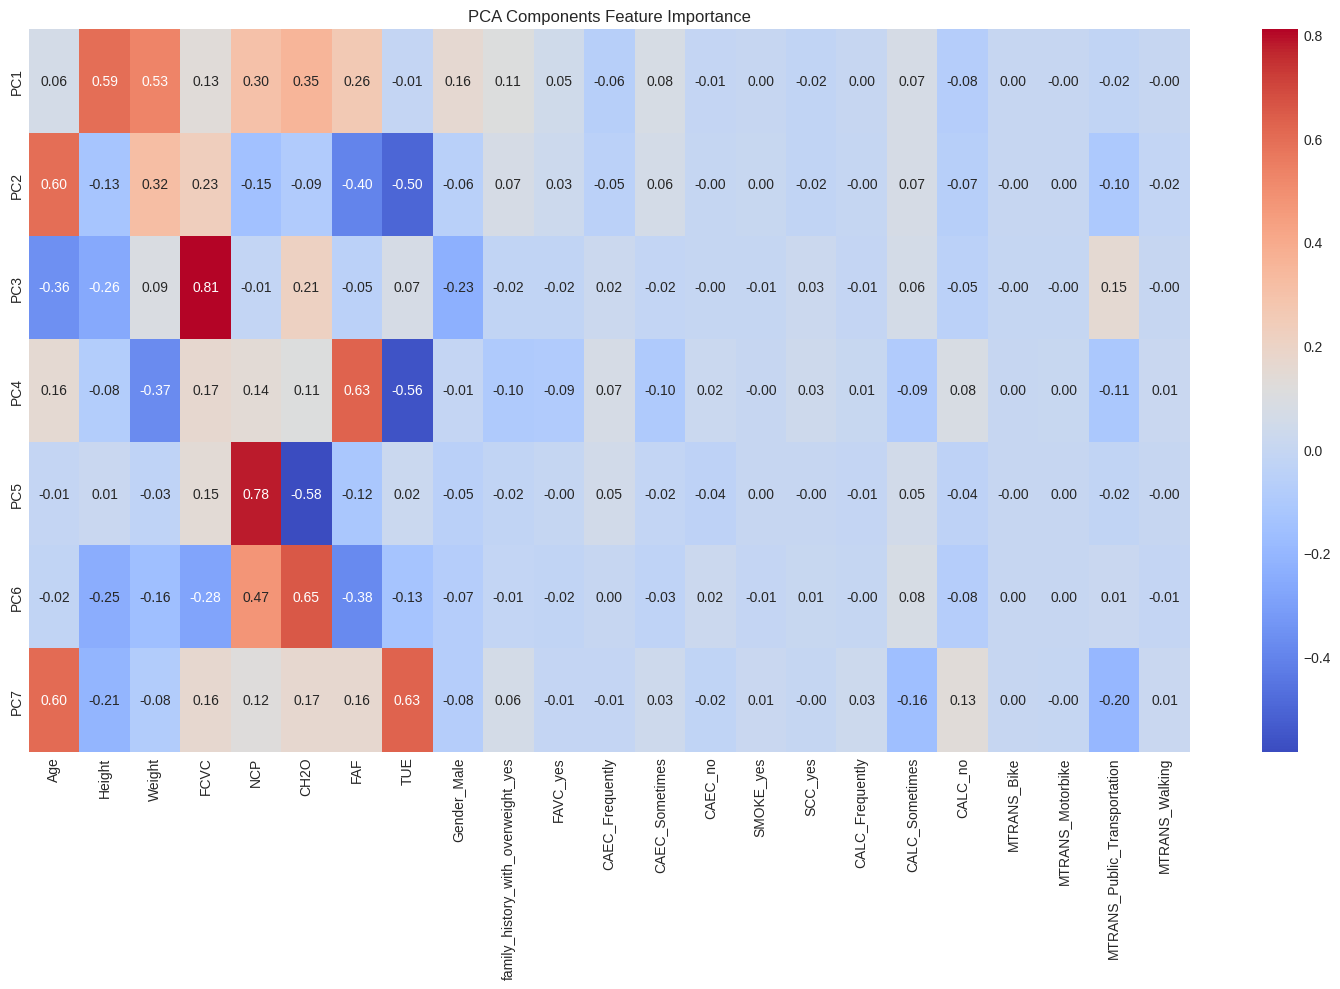 PCA Components Feature Importance
PC1 0.06 0.59 0.53 0.13 0.30 0.35 0.26 -0.01 0.16 0.11 0.05 -0.06 0.08 -0.01 0.00 -0.02 0.00 0.07 -0.08 0.00 -0.00 -0.02 -0.00
PC2 0.60 -0.13 0.32 0.23 -0.15 -0.09 -0.40 -0.50 -0.06 0.07 0.03 -0.05 0.06 -0.00 0.00 -0.02 -0.00 0.07 -0.07 -0.00 0.00 -0.10 -0.02
PC3 -0.36 -0.26 0.09 0.81 -0.01 0.21 -0.05 0.07 -0.23 -0.02 -0.02 0.02 -0.02 -0.00 -0.01 0.03 -0.01 0.06 -0.05 -0.00 -0.00 0.15 -0.00
PC4 0.16 -0.08 -0.37 0.17 0.14 0.11 0.63 -0.56 -0.01 -0.10 -0.09 0.07 -0.10 0.02 -0.00 0.03 0.01 -0.09 0.08 0.00 0.00 -0.11 0.01
PC5 -0.01 0.01 -0.03 0.15 0.78 -0.58 -0.12 0.02 -0.05 -0.02 -0.00 0.05 -0.02 -0.04 0.00 -0.00 -0.01 0.05 -0.04 -0.00 0.00 -0.02 -0.00
PC6 -0.02 -0.25 -0.16 -0.28 0.47 0.65 -0.38 -0.13 -0.07 -0.01 -0.02 0.00 -0.03 0.02 -0.01 0.01 -0.00 0.08 -0.08 0.00 0.00 0.01 -0.01
PC7 0.60 -0.21 -0.08 0.16 0.12 0.17 0.16 0.63 -0.08 0.06 -0.01 -0.01 0.03 -0.02 0.01 -0.00 0.03 -0.16 0.13 0.00 -0.00 -0.20 0.01
Age
Height
Weight
FCVC
NCP
CH2O
FAF
TUE
Gender_Male
family_history_with_overweight_yes
FAVC_yes
CAEC_Frequently
CAEC_Sometimes
CAEC_no
SMOKE_yes
SCC_yes
CALC_Frequently
CALC_Sometimes
CALC_no
MTRANS_Bike
MTRANS_Motorbike
MTRANS_Public_Transportation
MTRANS_Walking
0.8
0.6
0.4
0.2
0.0
−0.2
−0.4